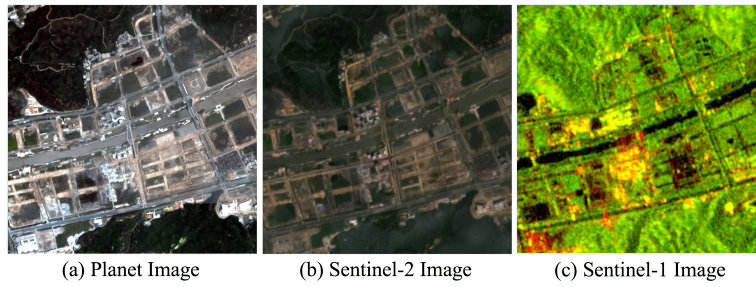 (a) Planet Image
(b) Sentinel-2 Image
(c) Sentinel-1 Image